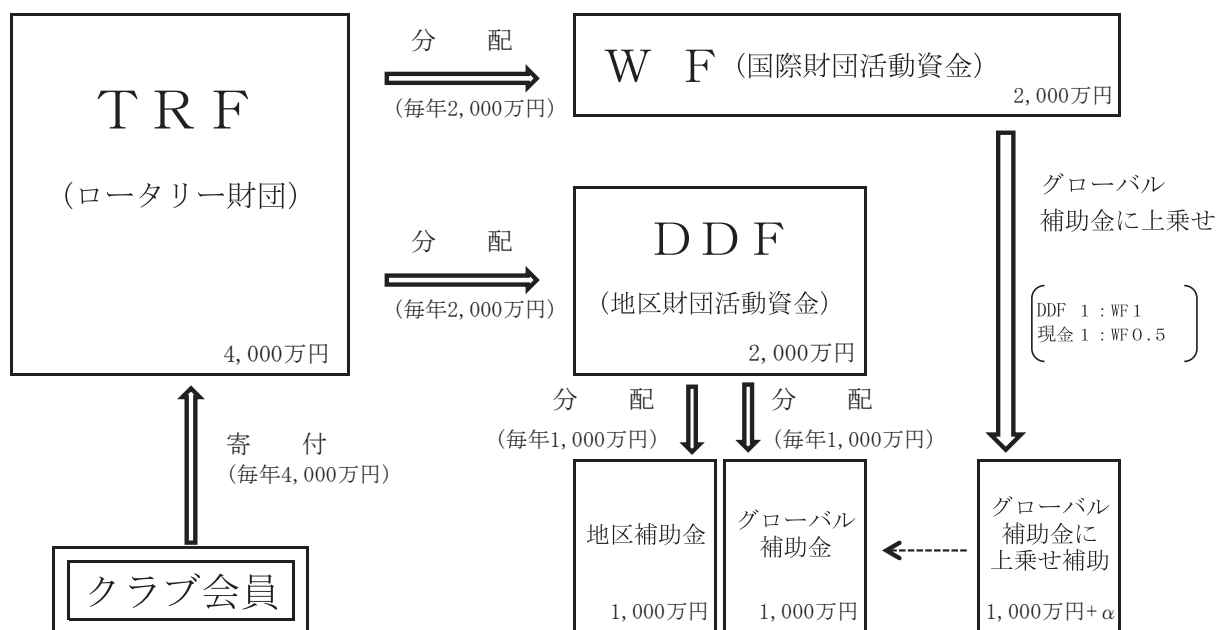 TRF
(ロータリー財団)
4,000万円
分　配
(毎年2,000万円)
WF (国際財団活動資金)
2,000万円
分　配
(毎年2,000万円)
DDF
(地区財団活動資金)
2,000万円
グローバル
補助金に上乗せ
DDF 1:WF1
現金1:WF0.5
寄　付
(毎年4,000万円)
クラブ会員
分　配
(毎年1,000万円)
分　配
(毎年1,000万円)
地区補助金
1,000万円
グローバル
補助金
1,000万円
グローバル
補助金に
上乗せ補助
1,000万円+α